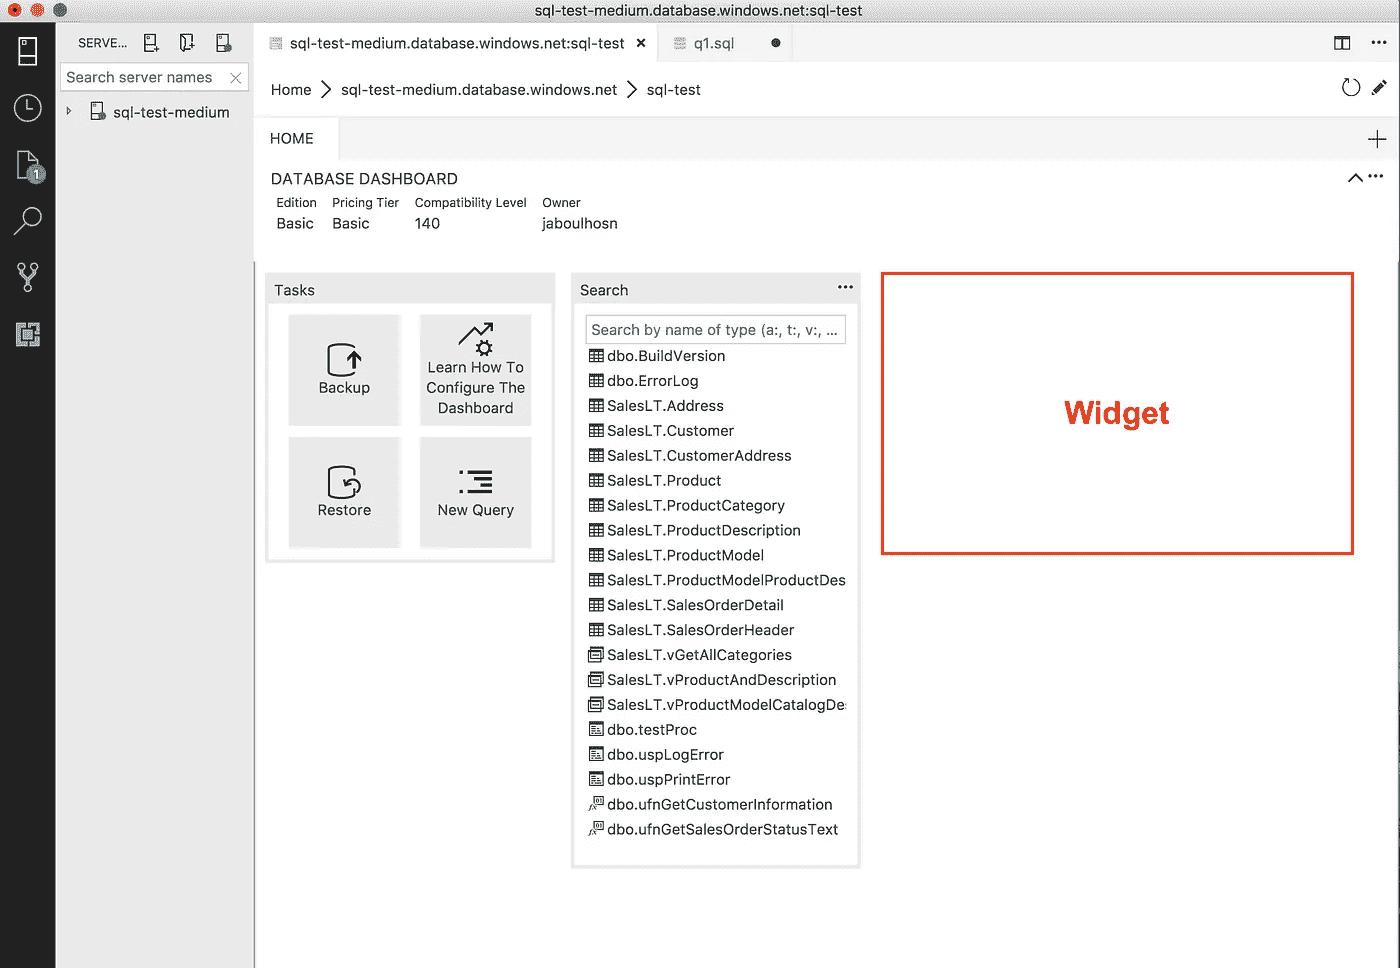 sql-test-medium.database.windows.net:sql-test
SERVE...
sql-test-medium.database.windows.net:sql-test
q1.sql
Search server names
Home
sql-test-medium.database.windows.net
sql-test
sql-test-medium
1
HOME
DATABASE DASHBOARD
Edition Pricing Tier Compatibility Level Owner
Basic Basic 140 jaboulhosn
Tasks
Backup
Learn How To
Configure The
Dashboard
Restore
New Query
Search
Search by name of type (a:, t:, v:, ...
dbo.BuildVersion
dbo.ErrorLog
SalesLT.Address
SalesLT.Customer
SalesLT.CustomerAddress
SalesLT.Product
SalesLT.ProductCategory
SalesLT.ProductDescription
SalesLT.ProductModel
SalesLT.ProductModelProductDes
SalesLT.SalesOrderDetail
SalesLT.SalesOrderHeader
SalesLT.vGetAllCategories
SalesLT.vProductAndDescription
SalesLT.vProductModelCatalogDe
dbo.testProc
dbo.uspLogError
dbo.uspPrintError
dbo.ufnGetCustomerInformation
dbo.ufnGetSalesOrderStatusText
Widget